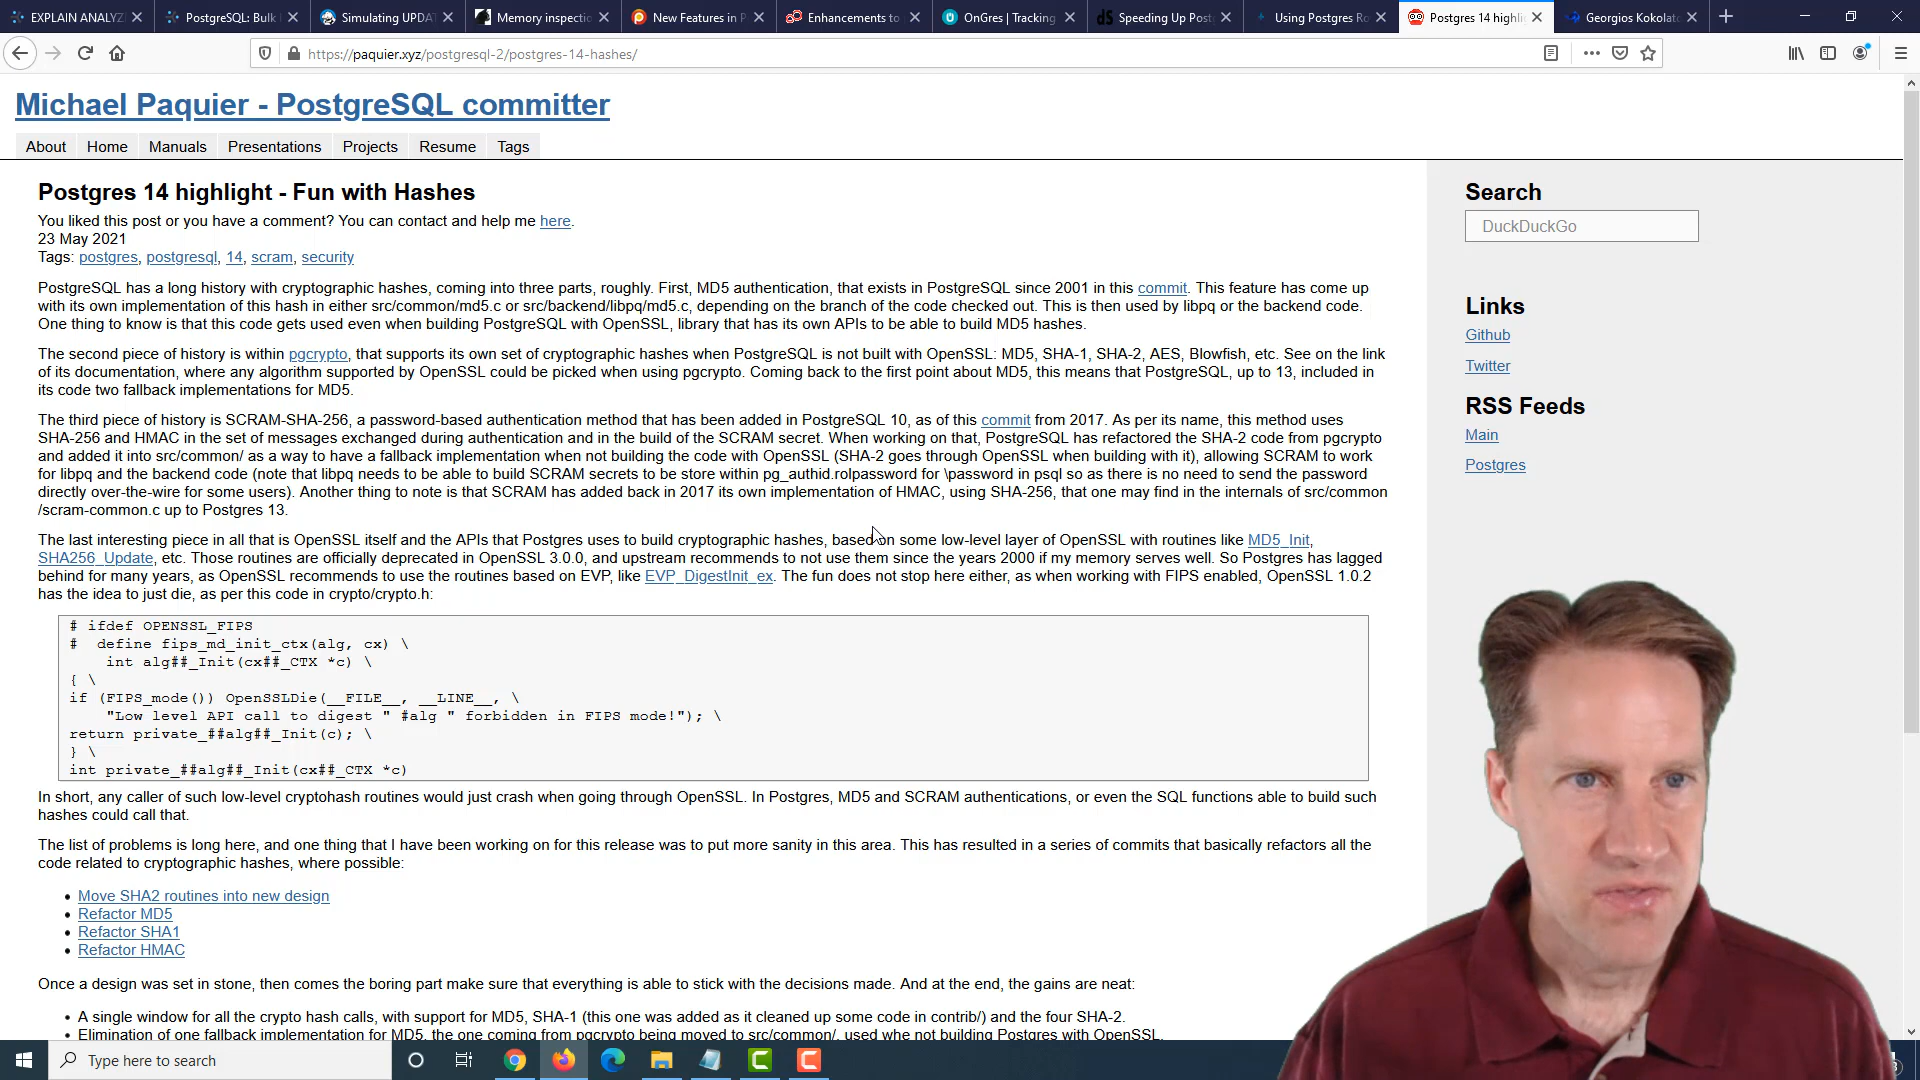 EXPLAIN ANALYZ
PostgreSQL: Bulk
Simulating UPDA
Memory inspectio
New Features in P
Enhancements to
OnGres | Tracking
Speeding Up Post
Using Postgres Ro
Postgres 14 highli
Georgios Kokolat
https://paquier.xyz/postgresql-2/postgres-14-hashes/
Michael Paquier - PostgreSQL committer
About Home Manuals Presentations Projects Resume Tags
Postgres 14 highlight - Fun with Hashes
You liked this post or you have a comment? You can contact and help me here.
23 May 2021
Tags: postgres, postgresql, 14, scram, security
PostgreSQL has a long history with cryptographic hashes, coming into three parts, roughly. First, MD5 authentication, that exists in PostgreSQL since 2001 in this commit. This feature has come up
with its own implementation of this hash in either src/common/md5.c or src/backend/libpq/md5.c, depending on the branch of the code checked out. This is then used by libpq or the backend code.
One thing to know is that this code gets used even when building PostgreSQL with OpenSSL, library that has its own APIs to be able to build MD5 hashes.
The second piece of history is within pgcrypto, that supports its own set of cryptographic hashes when PostgreSQL is not built with OpenSSL: MD5, SHA-1, SHA-2, AES, Blowfish, etc. See on the link
of its documentation, where any algorithm supported by OpenSSL could be picked when using pgcrypto. Coming back to the first point about MD5, this means that PostgreSQL, up to 13, included in
its code two fallback implementations for MD5.
The third piece of history is SCRAM-SHA-256, a password-based authentication method that has been added in PostgreSQL 10, as of this commit from 2017. As per its name, this method uses
SHA-256 and HMAC in the set of messages exchanged during authentication and in the build of the SCRAM secret. When working on that, PostgreSQL has refactored the SHA-2 code from pgcrypto
and added it into src/common/ as a way to have a fallback implementation when not building the code with OpenSSL (SHA-2 goes through OpenSSL when building with it), allowing SCRAM to work
for libpq and the backend code (note that libpq needs to be able to build SCRAM secrets to be store within pg_authid.rolpassword for \password in psql so as there is no need to send the password
directly over-the-wire for some users). Another thing to note is that SCRAM has added back in 2017 its own implementation of HMAC, using SHA-256, that one may find in the internals of src/common
/scram-common.c up to Postgres 13.
The last interesting piece in all that is OpenSSL itself and the APIs that Postgres uses to build cryptographic hashes, based on some low-level layer of OpenSSL with routines like MD5_Init,
SHA256_Update, etc. Those routines are officially deprecated in OpenSSL 3.0.0, and upstream recommends to not use them since the years 2000 if my memory serves well. So Postgres has lagged
behind for many years, as OpenSSL recommends to use the routines based on EVP, like EVP_DigestInit_ex. The fun does not stop here either, as when working with FIPS enabled, OpenSSL 1.0.2
has the idea to just die, as per this code in crypto/crypto.h:
# ifdef OPENSSL_FIPS
#  define fips_md_init_ctx(alg, cx) \
int alg##_Init(cx##_CTX *c) \
{ \
if (FIPS_mode()) OpenSSLDie(__FILE__, __LINE__, \
"Low level API call to digest " #alg " forbidden in FIPS mode!"); \
return private_##alg##_Init(c); \
} \
int private_##alg##_Init(cx##_CTX *c)
In short, any caller of such low-level cryptohash routines would just crash when going through OpenSSL. In Postgres, MD5 and SCRAM authentications, or even the SQL functions able to build such
hashes could call that.
The list of problems is long here, and one thing that I have been working on for this release was to put more sanity in this area. This has resulted in a series of commits that basically refactors all the
code related to cryptographic hashes, where possible:
• Move SHA2 routines into new design
• Refactor MD5
• Refactor SHA1
• Refactor HMAC
Once a design was set in stone, then comes the boring part make sure that everything is able to stick with the decisions made. And at the end, the gains are neat:
• A single window for all the crypto hash calls, with support for MD5, SHA-1 (this one was added as it cleaned up some code in contrib/) and the four SHA-2.
• Elimination of one fallback implementation for MD5, the one coming from pgcrypto being moved to src/common/, used whe not building Postgres with OpenSSL.
Search
DuckDuckGo
Links
Github
Twitter
RSS Feeds
Main
Postgres
Type here to search